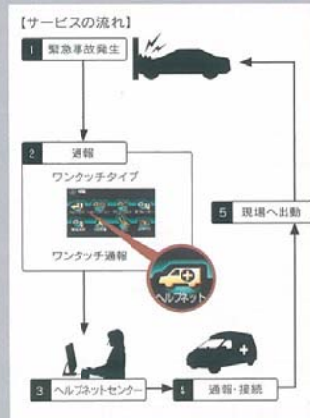 【サービスの流れ】
1 緊急事故発生
2 通報
ワンタッチタイプ
ワンタッチ通報
ヘルプネット
5 現場へ出動
3 ヘルプネットセンター
4 通報・接続